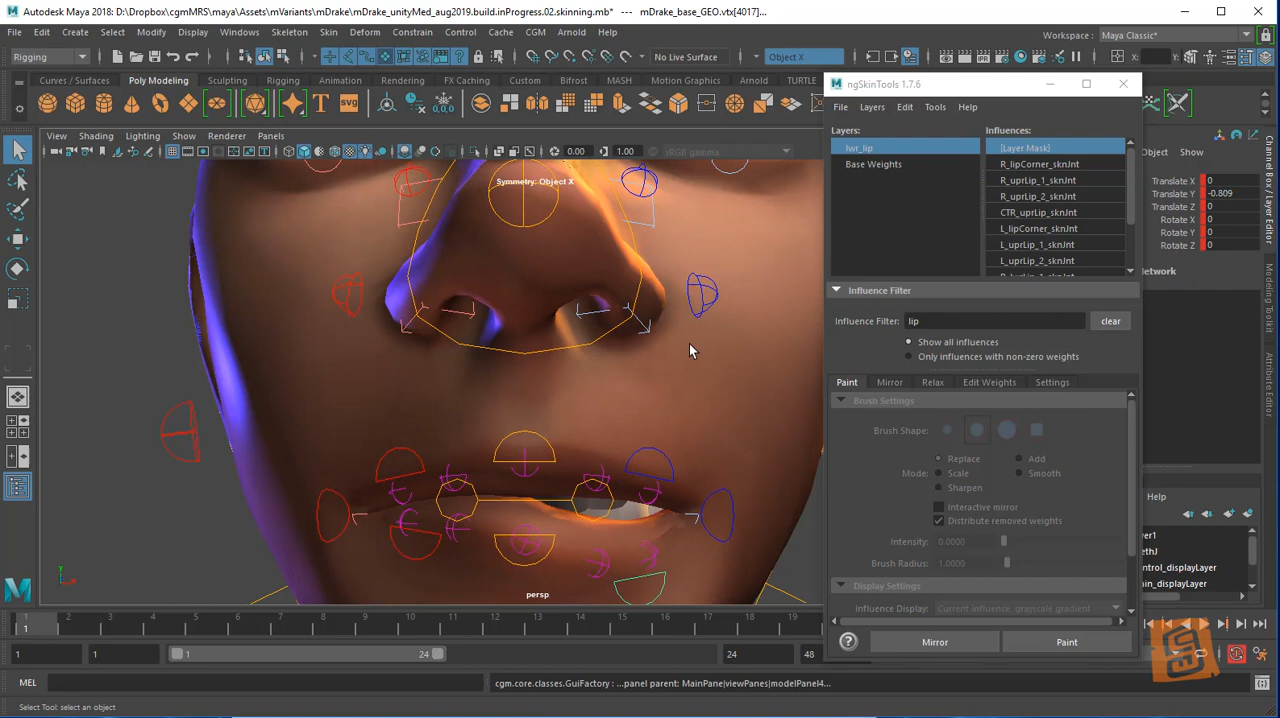 Autodesk Maya 2018: D:\Dropbox\cgmMRS\maya\Assets\mVariants\mDrake\mDrake_unityMed_aug2019.build.inProgress.02.skinning.mb* --- mDrake_base_GEO.vtx[4017]...
File Edit Create Select Modify Display Windows Skeleton Skin Deform Constrain Control Cache CGM Arnold Help
Workspace : Maya Classic*
Rigging
No Live Surface
Object X
Curves / Surfaces Poly Modeling Sculpting Rigging Animation Rendering FX Caching Custom Bifrost MASH Motion Graphics Arnold TURTLE
T
svg
View Shading Lighting Show Renderer Panels
0.00
1.00
sRGB gamma
Symmetry: Object X
persp
ngSkinTools 1.7.6
File Layers Edit Tools Help
Layers:
Influences:
lwr_lip
Base Weights
[Layer Mask]
R_lipCorner_sknJnt
R_uprLip_1_sknJnt
R_uprLip_2_sknJnt
CTR_uprLip_sknJnt
L_lipCorner_sknJnt
L_uprLip_1_sknJnt
L_uprLip_2_sknJnt
Influence Filter
Influence Filter: lip
clear
Show all influences
Only influences with non-zero weights
Paint Mirror Relax Edit Weights Settings
Brush Settings
Brush Shape:
Mode:
Replace Add
Scale Smooth
Sharpen
Interactive mirror
Distribute removed weights
Intensity: 0.0000
Brush Radius: 1.0000
Display Settings
Influence Display: Current influence, grayscale gradient
? Mirror Paint
Object Show
Translate X 0
Translate Y -0.809
Translate Z 0
Rotate X 0
Rotate Y 0
Rotate Z 0
Help
Channel Box / Layer Editor
Modeling Toolkit
Attribute Editor
1 2 3 4 5 6 7 8 9 10 11 12 13 14 15 16 17 18 19
1
1
1
1
24
24
48
MEL
cgm.core.classes.GuiFactory : ...panel parent: MainPane|viewPanes|modelPanel4...
Select Tool: select an object